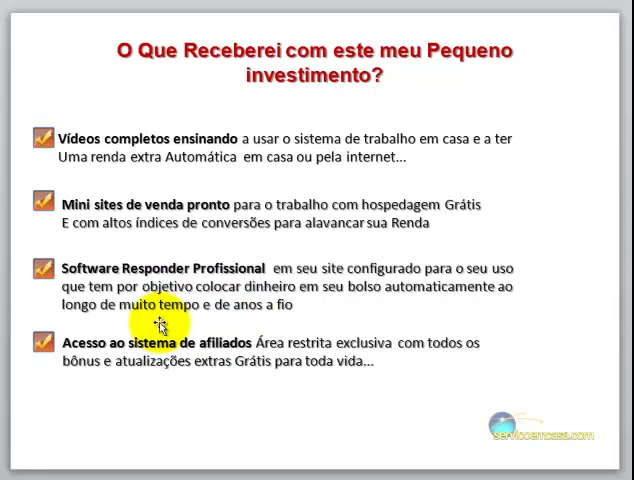 O Que Receberei com este meu Pequeno
investimento?
Vídeos completos ensinando a usar o sistema de trabalho em casa e a ter
Uma renda extra Automática em casa ou pela internet...
Mini sites de venda pronto para o trabalho com hospedagem Grátis
E com altos índices de conversões para alavancar sua Renda
Software Responder Profissional em seu site configurado para o seu uso
que tem por objetivo colocar dinheiro em seu bolso automaticamente ao
longo de muito tempo e de anos a fio
Acesso ao sistema de afiliados Área restrita exclusiva com todos os
bônus e atualizações extras Grátis para toda vida...
servicoemcasa.com